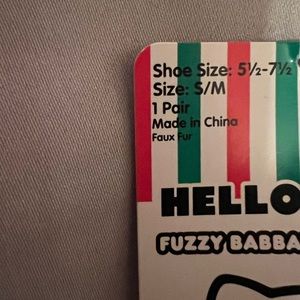 Shoe Size: 5½-7½
Size: S/M
1 Pair
Made in China
Faux Fur
HELLO
FUZZY BABBA